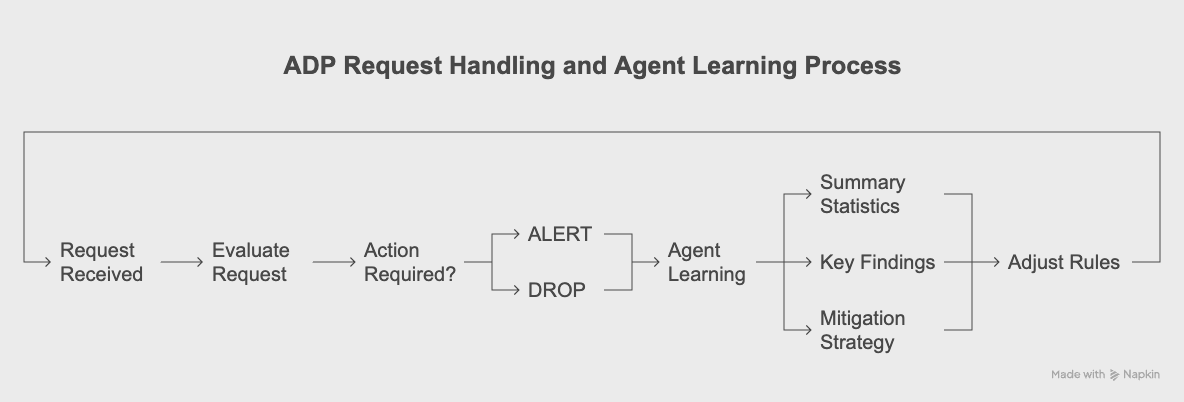 ADP Request Handling and Agent Learning Process
Request
Received
Evaluate
Request
Action
Required?
ALERT
DROP
Agent
Learning
Summary
Statistics
Key Findings
Mitigation
Strategy
Adjust Rules
Made with Napkin